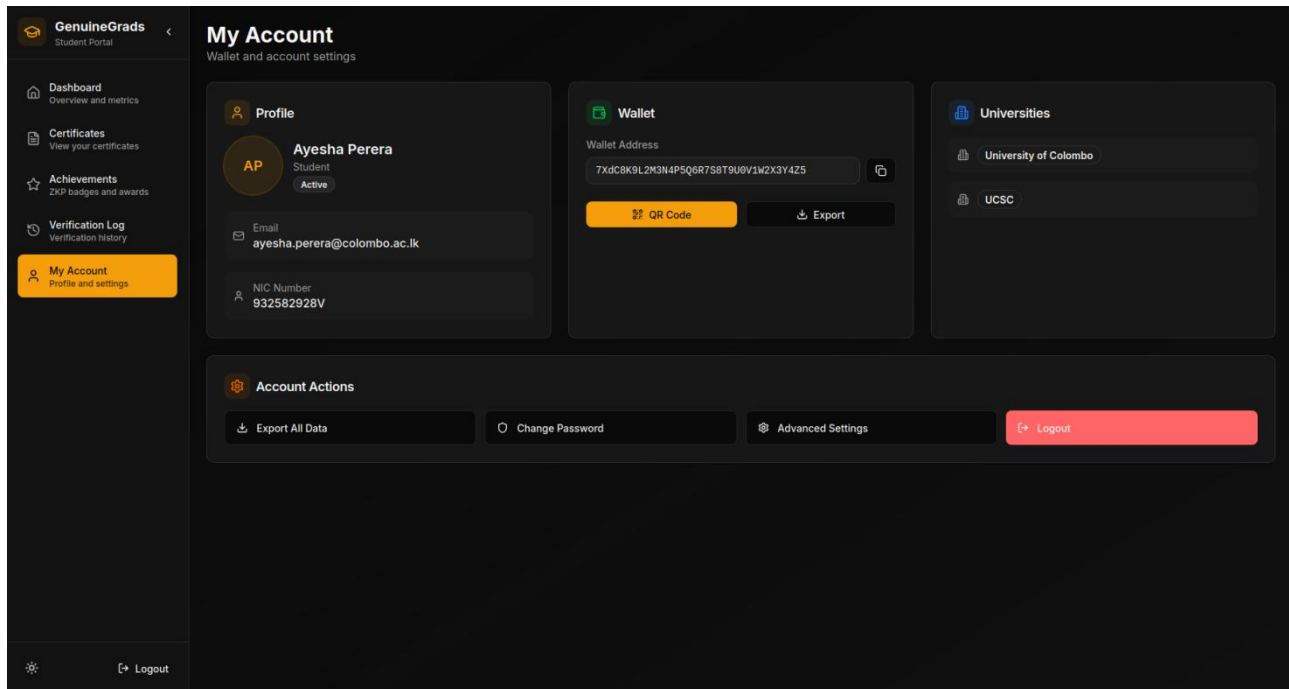 GenuineGrads
Student Portal
Dashboard
Overview and metrics
Certificates
View your certificates
Achievements
ZKP badges and awards
Verification Log
Verification history
My Account
Profile and settings
Logout
My Account
Wallet and account settings
Profile
AP
Ayesha Perera
Student
Active
Email
ayesha.perera@colombo.ac.lk
NIC Number
932582928V
Wallet
Wallet Address
7XdC8K9L2M3N4P5Q6R7S8T9U0V1W2X3Y4Z5
QR Code
Export
Universities
University of Colombo
UCSC
Account Actions
Export All Data
Change Password
Advanced Settings
Logout